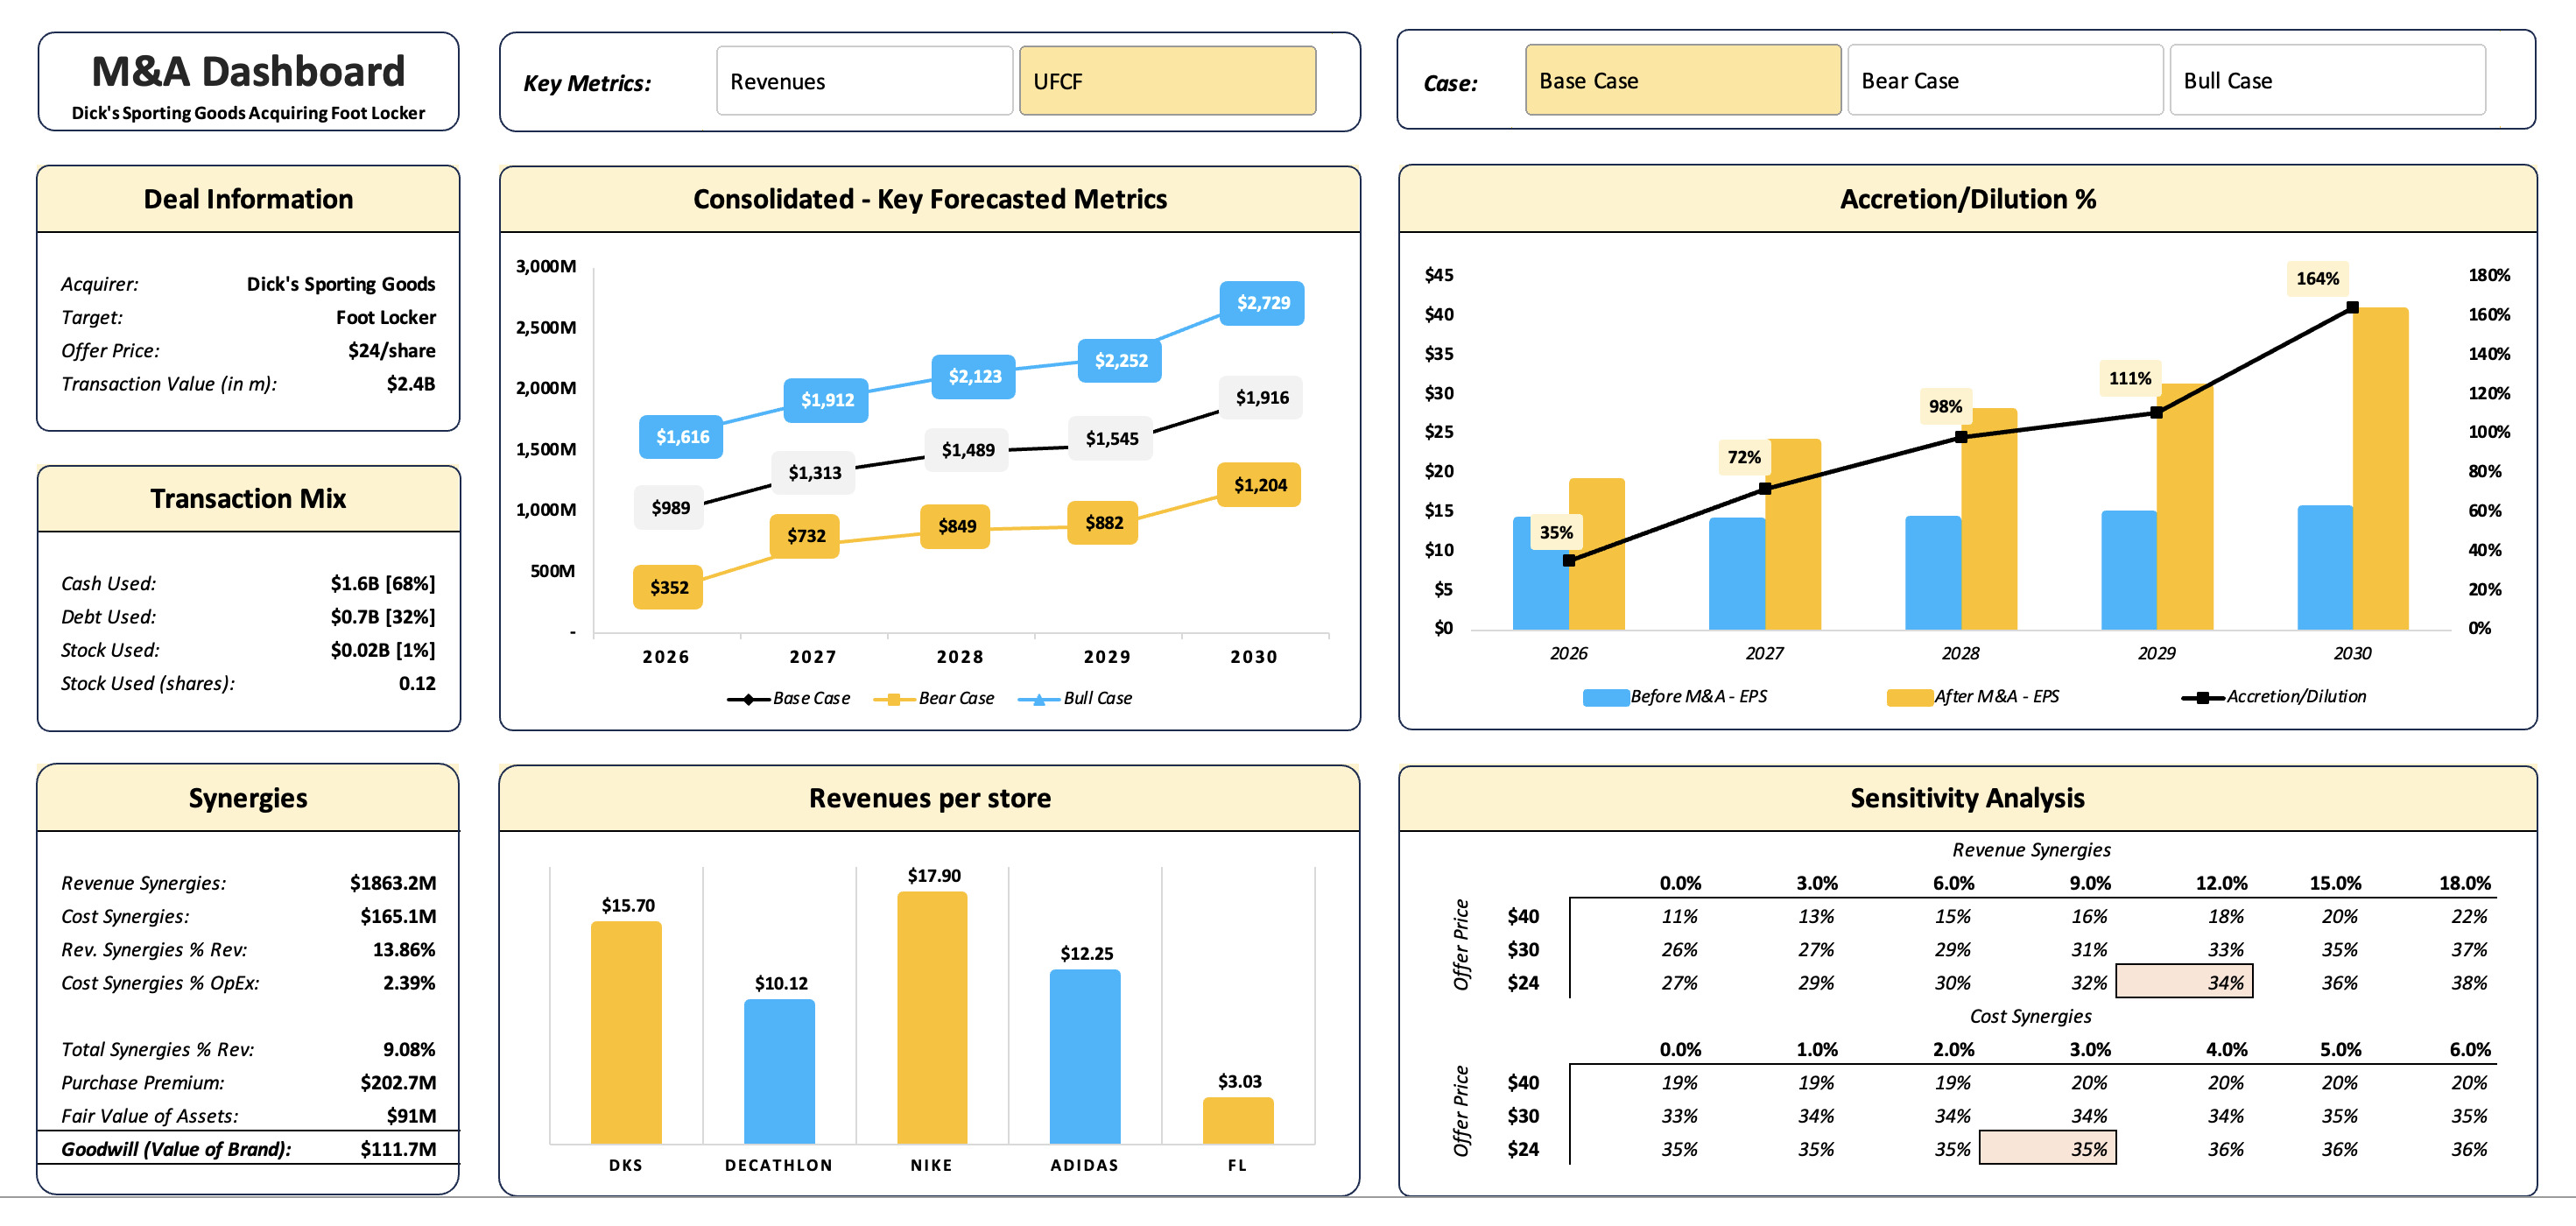 M&A Dashboard
Dick's Sporting Goods Acquiring Foot Locker
Key Metrics:
Revenues
UFCF
Case:
Base Case
Bear Case
Bull Case
Deal Information
Acquirer: Dick's Sporting Goods
Target: Foot Locker
Offer Price: $24/share
Transaction Value (in m): $2.4B
Transaction Mix
Cash Used: $1.6B [68%]
Debt Used: $0.7B [32%]
Stock Used: $0.02B [1%]
Stock Used (shares): 0.12
Synergies
Revenue Synergies: $1863.2M
Cost Synergies: $165.1M
Rev. Synergies % Rev: 13.86%
Cost Synergies % OpEx: 2.39%
Total Synergies % Rev: 9.08%
Purchase Premium: $202.7M
Fair Value of Assets: $91M
Goodwill (Value of Brand): $111.7M
Consolidated - Key Forecasted Metrics
3,000M
2,500M
2,000M
1,500M
1,000M
500M
-
$1,616 $1,912 $2,123 $2,252 $2,729
$989 $1,313 $1,489 $1,545 $1,916
$352 $732 $849 $882 $1,204
2026 2027 2028 2029 2030
Base Case Bear Case Bull Case
Revenues per store
$15.70 $10.12 $17.90 $12.25 $3.03
DKS DECATHLON NIKE ADIDAS FL
Accretion/Dilution %
$45 180%
$40 160%
$35 140%
$30 120%
$25 100%
$20 80%
$15 60%
$10 40%
$5 20%
$0 0%
35% 72% 98% 111% 164%
2026 2027 2028 2029 2030
Before M&A - EPS After M&A - EPS Accretion/Dilution
Sensitivity Analysis
Revenue Synergies
0.0% 3.0% 6.0% 9.0% 12.0% 15.0% 18.0%
Offer Price
$40 11% 13% 15% 16% 18% 20% 22%
$30 26% 27% 29% 31% 33% 35% 37%
$24 27% 29% 30% 32% 34% 36% 38%
Cost Synergies
0.0% 1.0% 2.0% 3.0% 4.0% 5.0% 6.0%
Offer Price
$40 19% 19% 19% 20% 20% 20% 20%
$30 33% 34% 34% 34% 34% 35% 35%
$24 35% 35% 35% 35% 36% 36% 36%